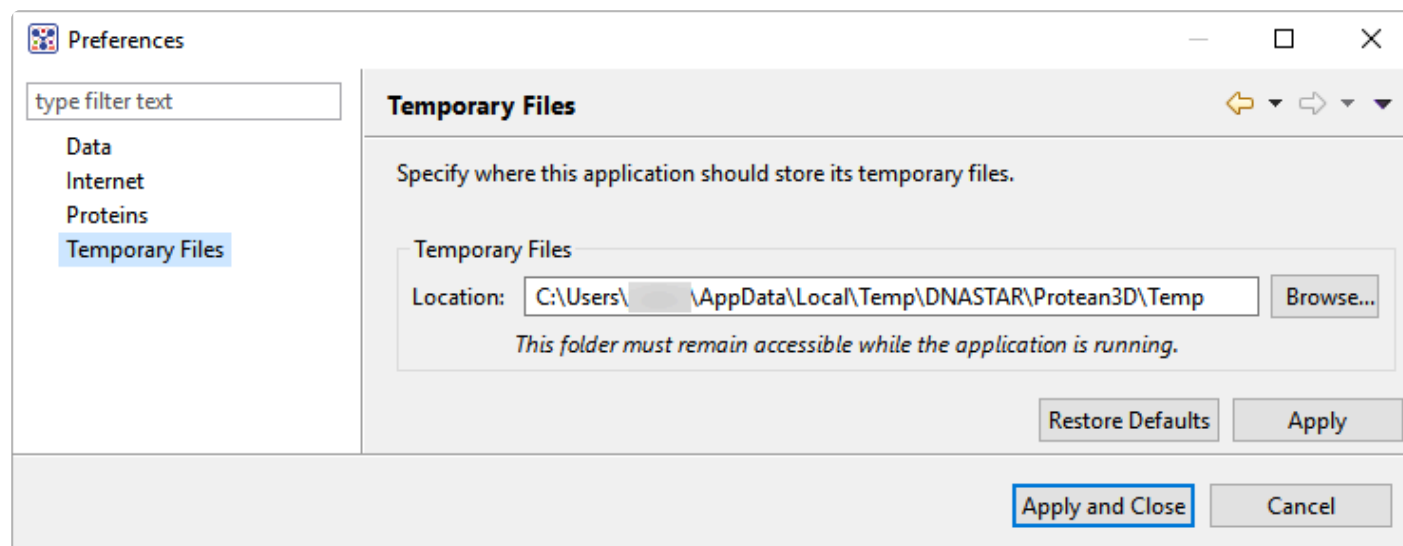 Preferences
type filter text
Data
Internet
Proteins
Temporary Files
Temporary Files
Specify where this application should store its temporary files.
Temporary Files
Location: C:\Users\ \AppData\Local\Temp\DNASTAR\Protean3D\Temp Browse...
This folder must remain accessible while the application is running.
Restore Defaults Apply
Apply and Close Cancel